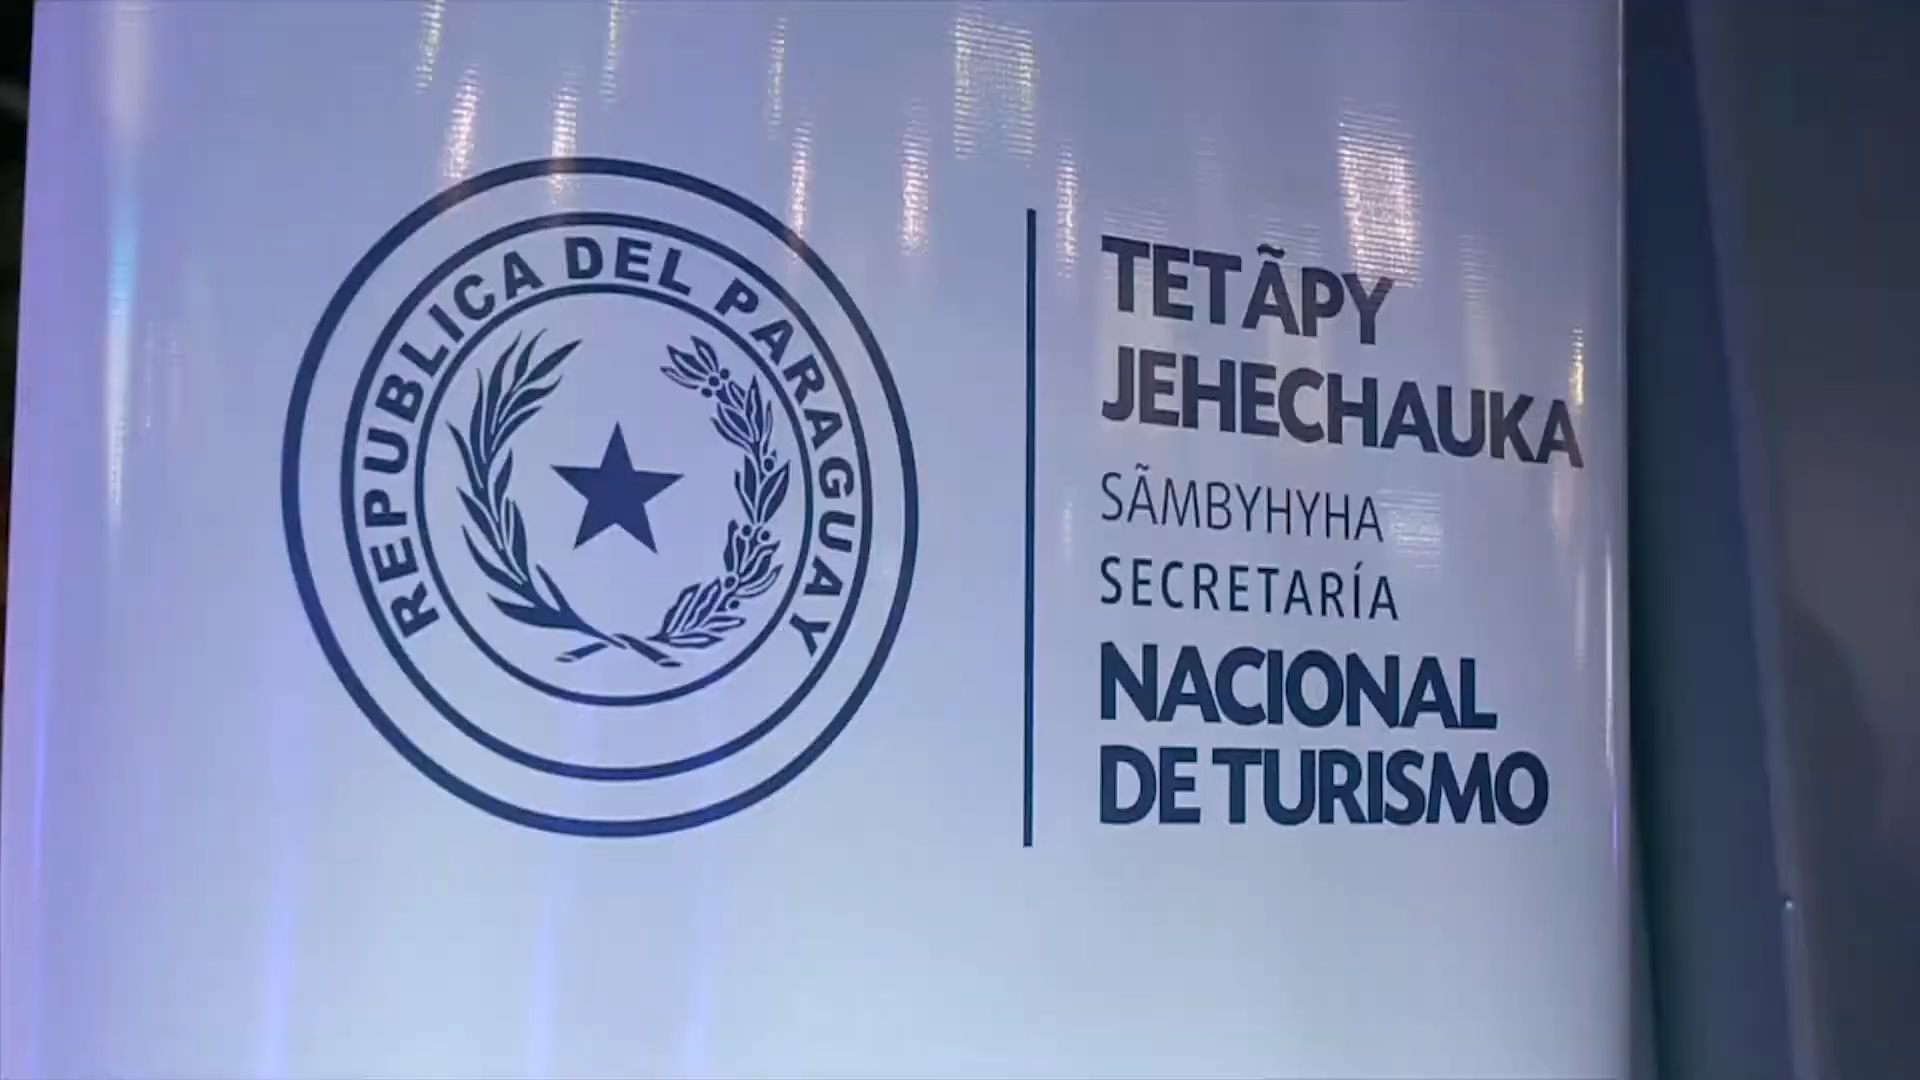 REPUBLICA DEL PARAGUAY
TETÃPY
JEHECHAUKA
SÃMBYHYHA
SECRETARÍA
NACIONAL
DE TURISMO